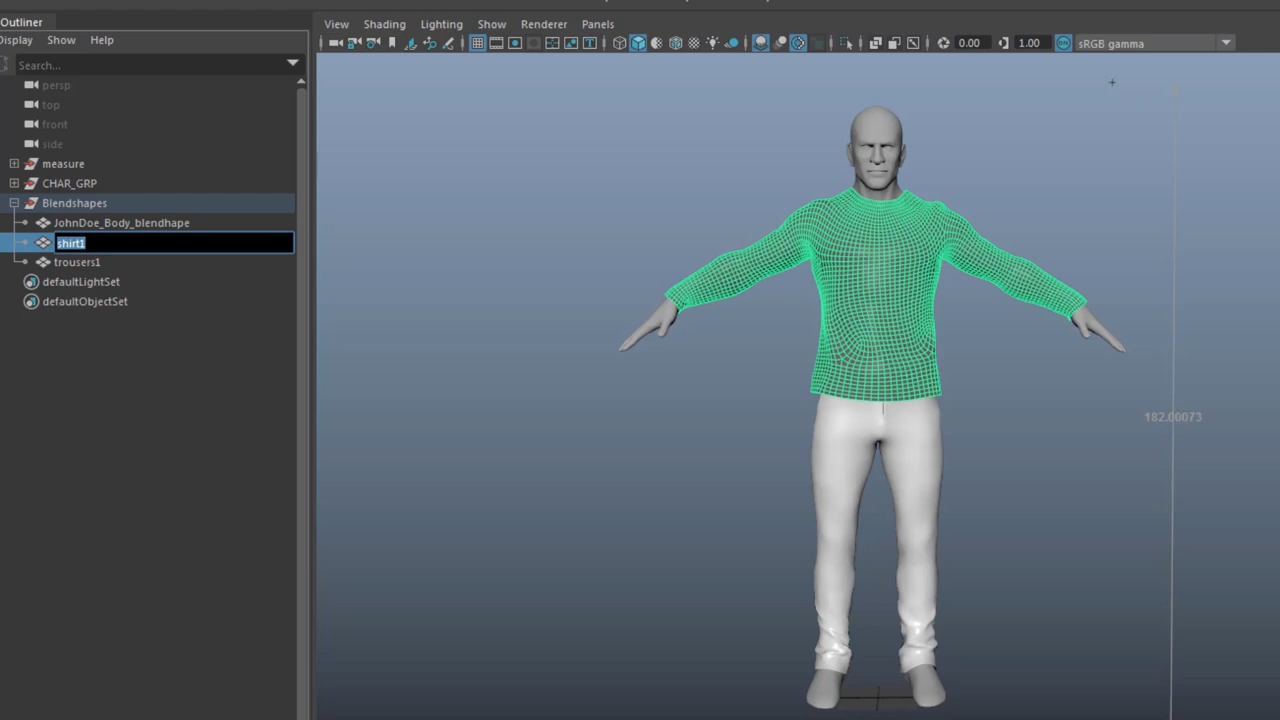 Outliner
Display Show Help
Search...
persp
top
front
side
measure
CHAR_GRP
Blendshapes
JohnDoe_Body_blendhape
shirt1
trousers1
defaultLightSet
defaultObjectSet
View Shading Lighting Show Renderer Panels
0.00 1.00 sRGB gamma
182.00073